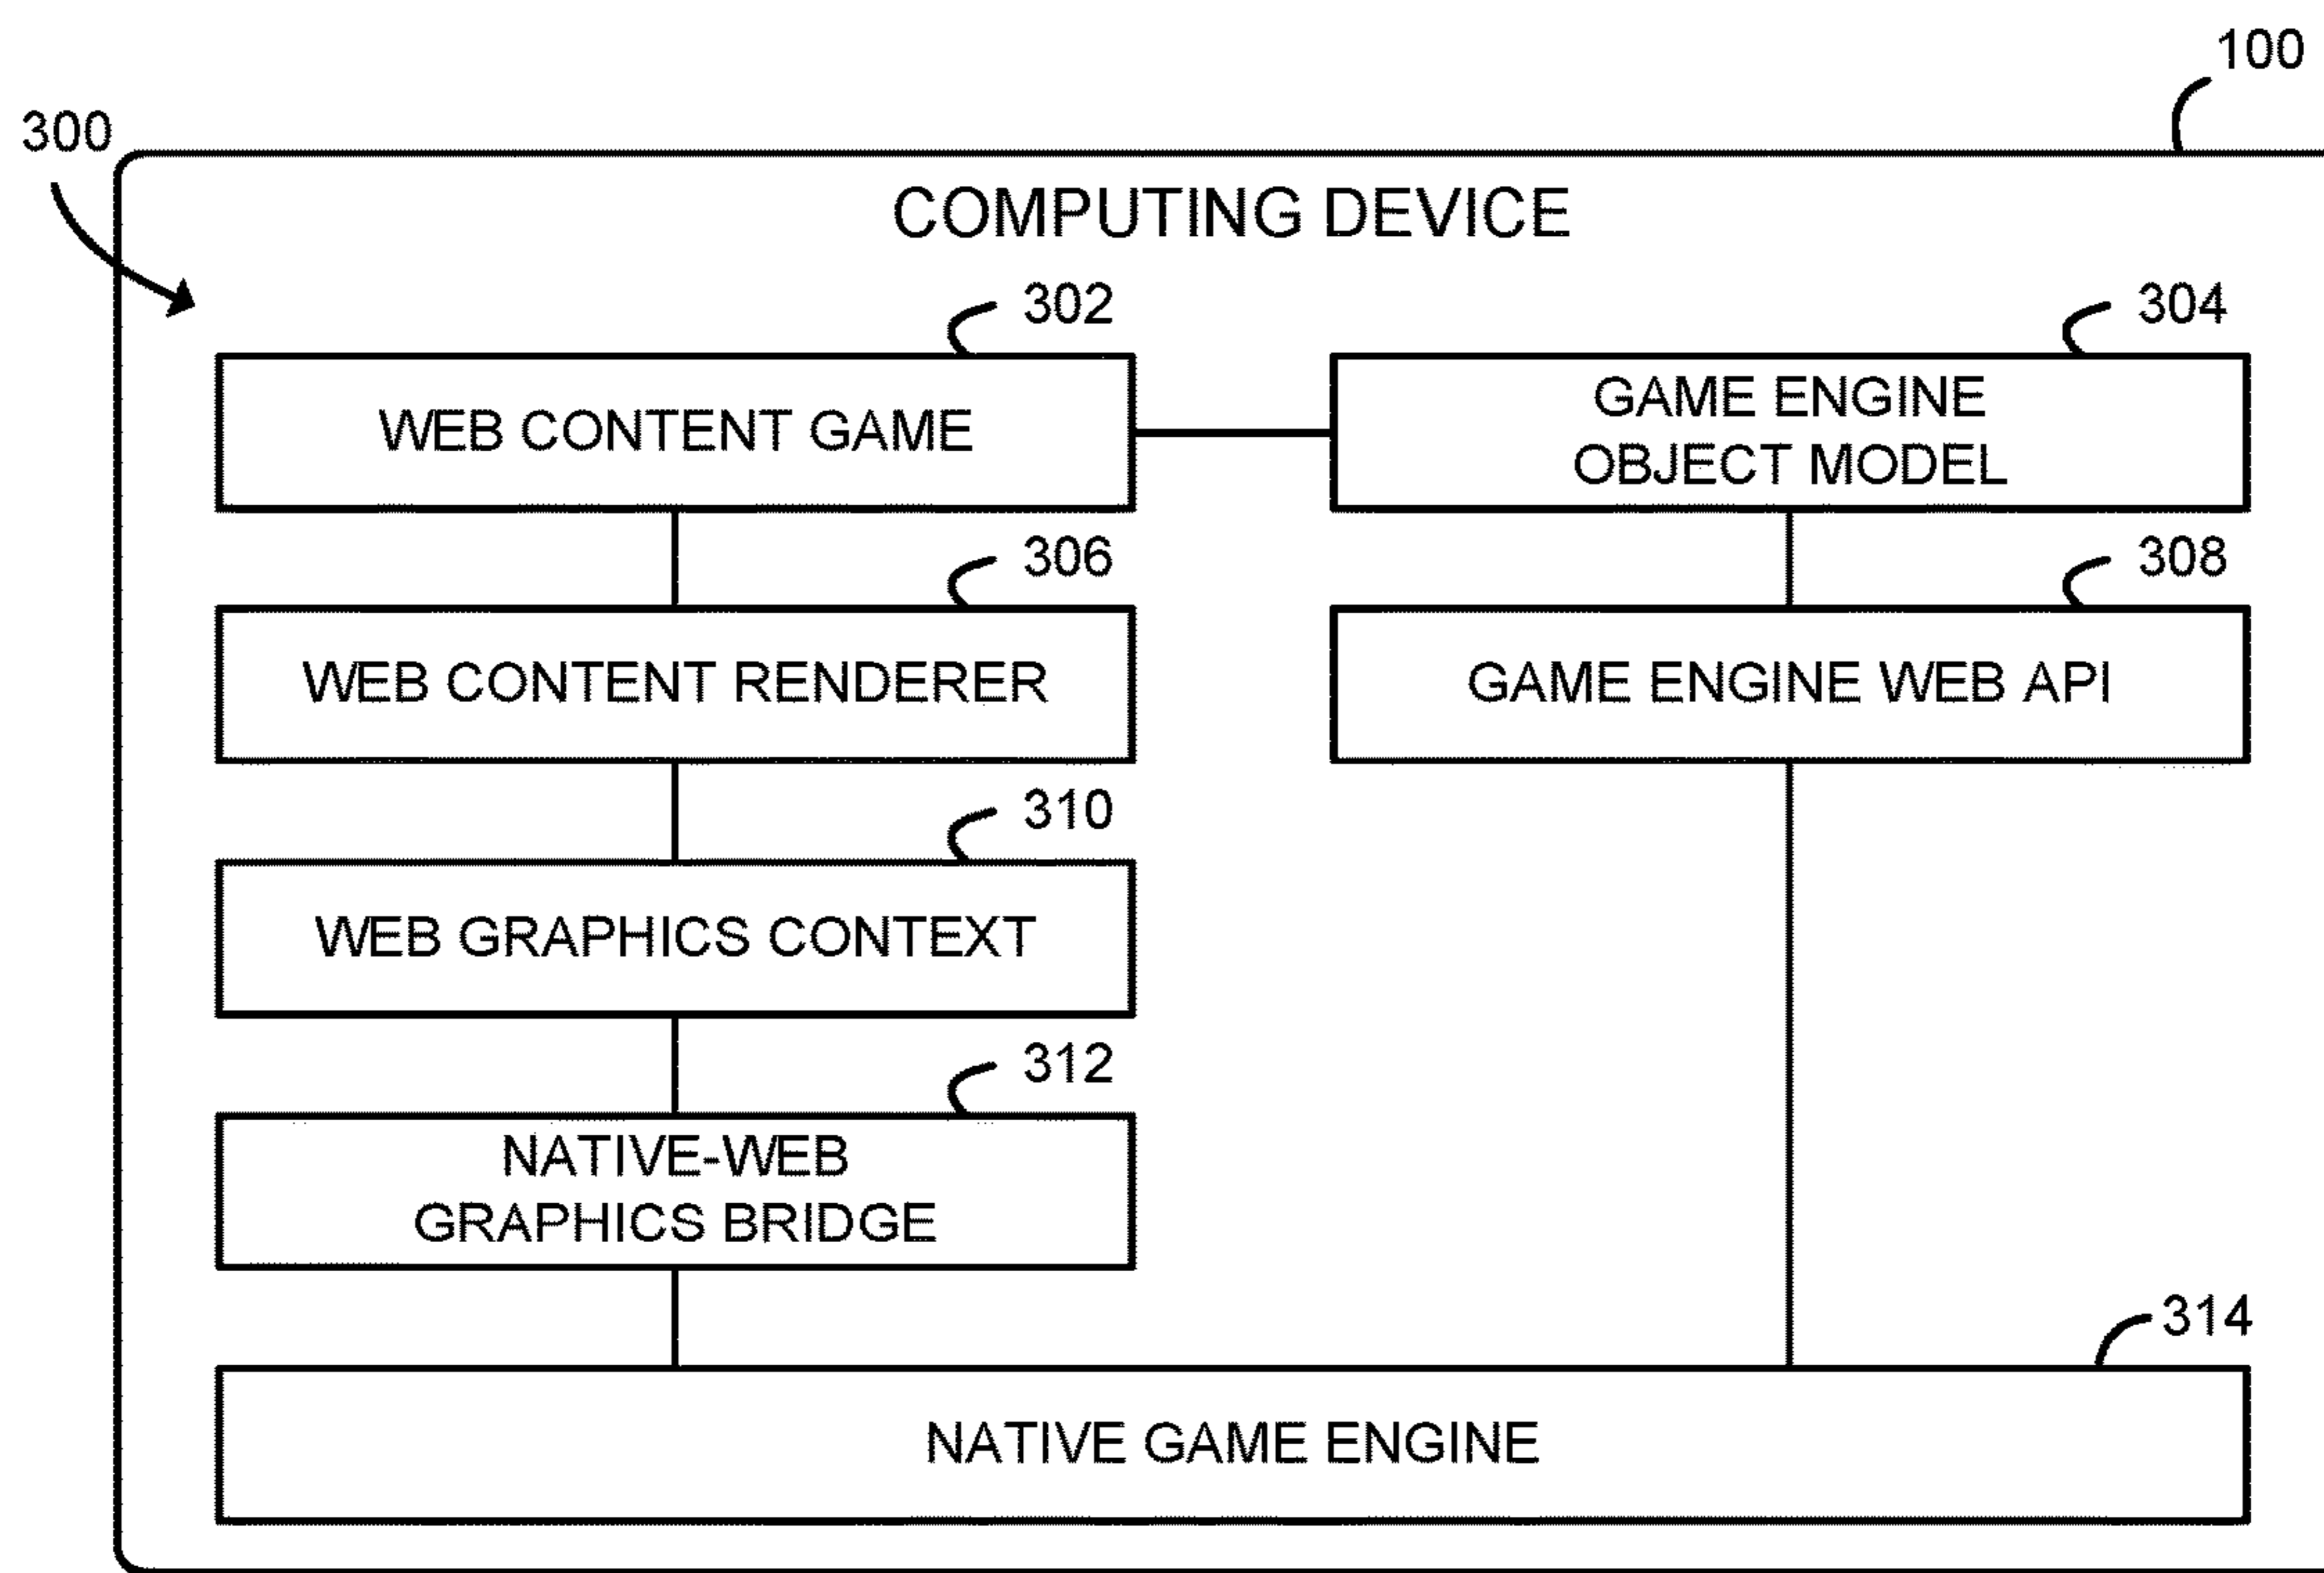 100
300
COMPUTING DEVICE
302
304
WEB CONTENT GAME
GAME ENGINE
OBJECT MODEL
306
308
WEB CONTENT RENDERER
GAME ENGINE WEB API
310
WEB GRAPHICS CONTEXT
312
NATIVE-WEB
GRAPHICS BRIDGE
314
NATIVE GAME ENGINE